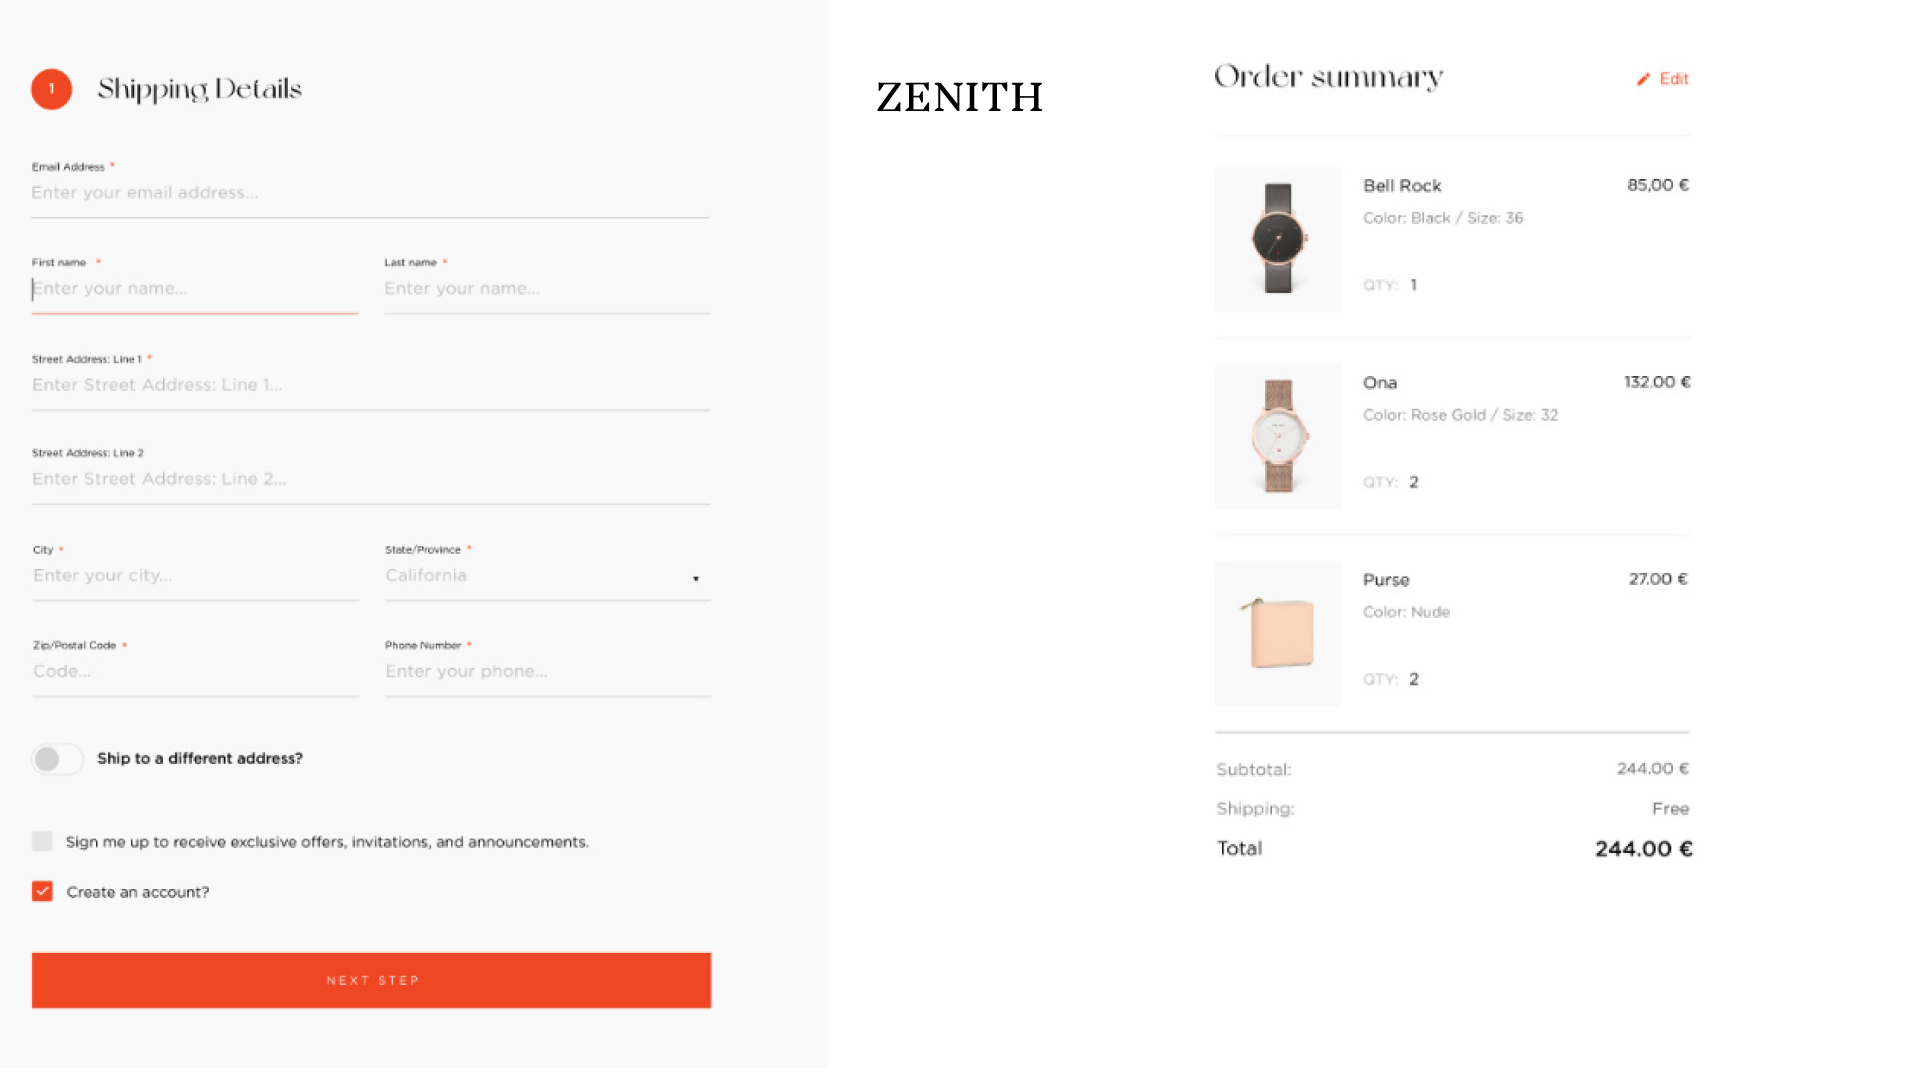 1 Shipping Details
Email Address *
Enter your email address...
First name * Last name *
Enter your name... Enter your name...
Street Address: Line 1 *
Enter Street Address: Line 1...
Street Address: Line 2
Enter Street Address: Line 2...
City * State/Province *
Enter your city... California
Zip/Postal Code * Phone Number *
Code... Enter your phone...
Ship to a different address?
Sign me up to receive exclusive offers, invitations, and announcements.
Create an account?
NEXT STEP
ZENITH
Order summary Edit
Bell Rock 85,00 €
Color: Black / Size: 36
QTY: 1
Ona 132.00 €
Color: Rose Gold / Size: 32
QTY: 2
Purse 27.00 €
Color: Nude
QTY: 2
Subtotal: 244.00 €
Shipping: Free
Total 244.00 €